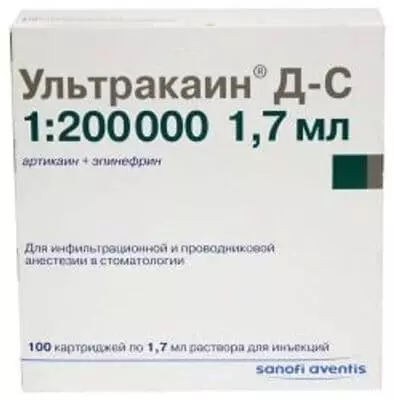 Ультракаин® Д-С
1:200000 1,7 мл
артикаин + эпинефрин
Для инфильтрационной и проводниковой
анестезии в стоматологии
100 картриджей по 1,7 мл раствора для инъекций
sanofi aventis